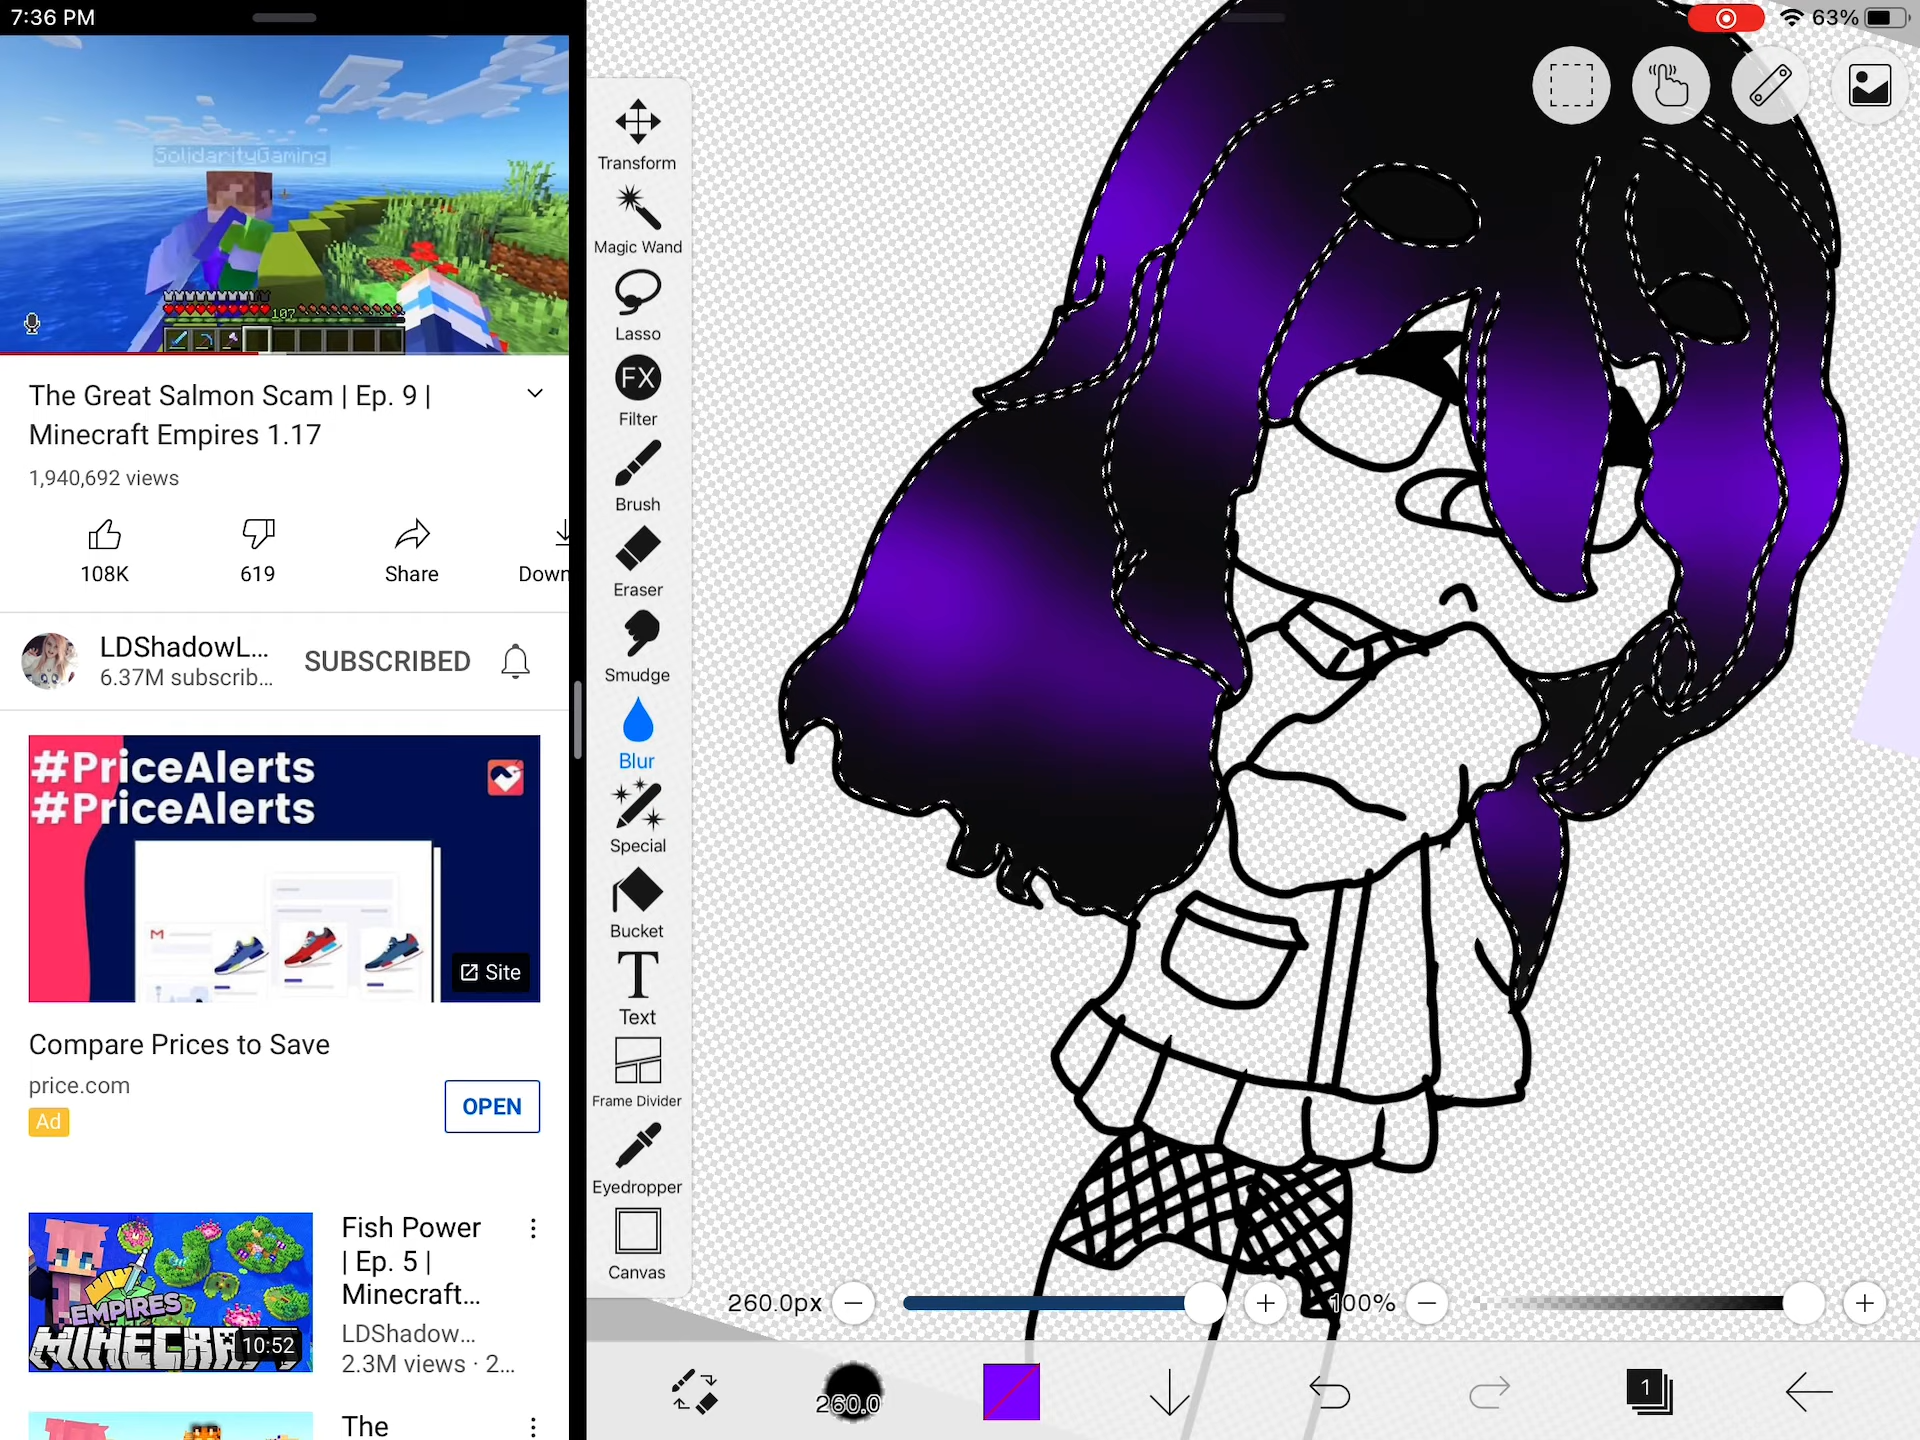 7:36 PM
63%
SolidarityGaming
107
The Great Salmon Scam | Ep. 9 |
Minecraft Empires 1.17
1,940,692 views
108K
619
Share
Down
LDShadowL...
6.37M subscrib...
SUBSCRIBED
#PriceAlerts
#PriceAlerts
Site
Compare Prices to Save
price.com
Ad
OPEN
EMPIRES
MINECRAFT
10:52
Fish Power
| Ep. 5 |
Minecraft...
LDShadow...
2.3M views · 2...
The
Transform
Magic Wand
Lasso
FX
Filter
Brush
Eraser
Smudge
Blur
Special
Bucket
T
Text
Frame Divider
Eyedropper
Canvas
260.0px
100%
260.0
1